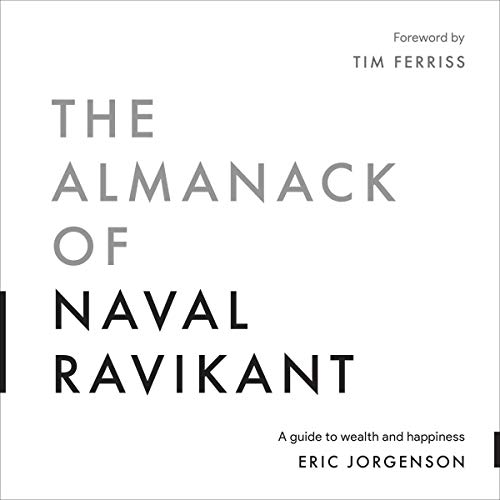 Foreword by
TIM FERRISS
THE
ALMANACK
OF
NAVAL
RAVIKANT
A guide to wealth and happiness
ERIC JORGENSON